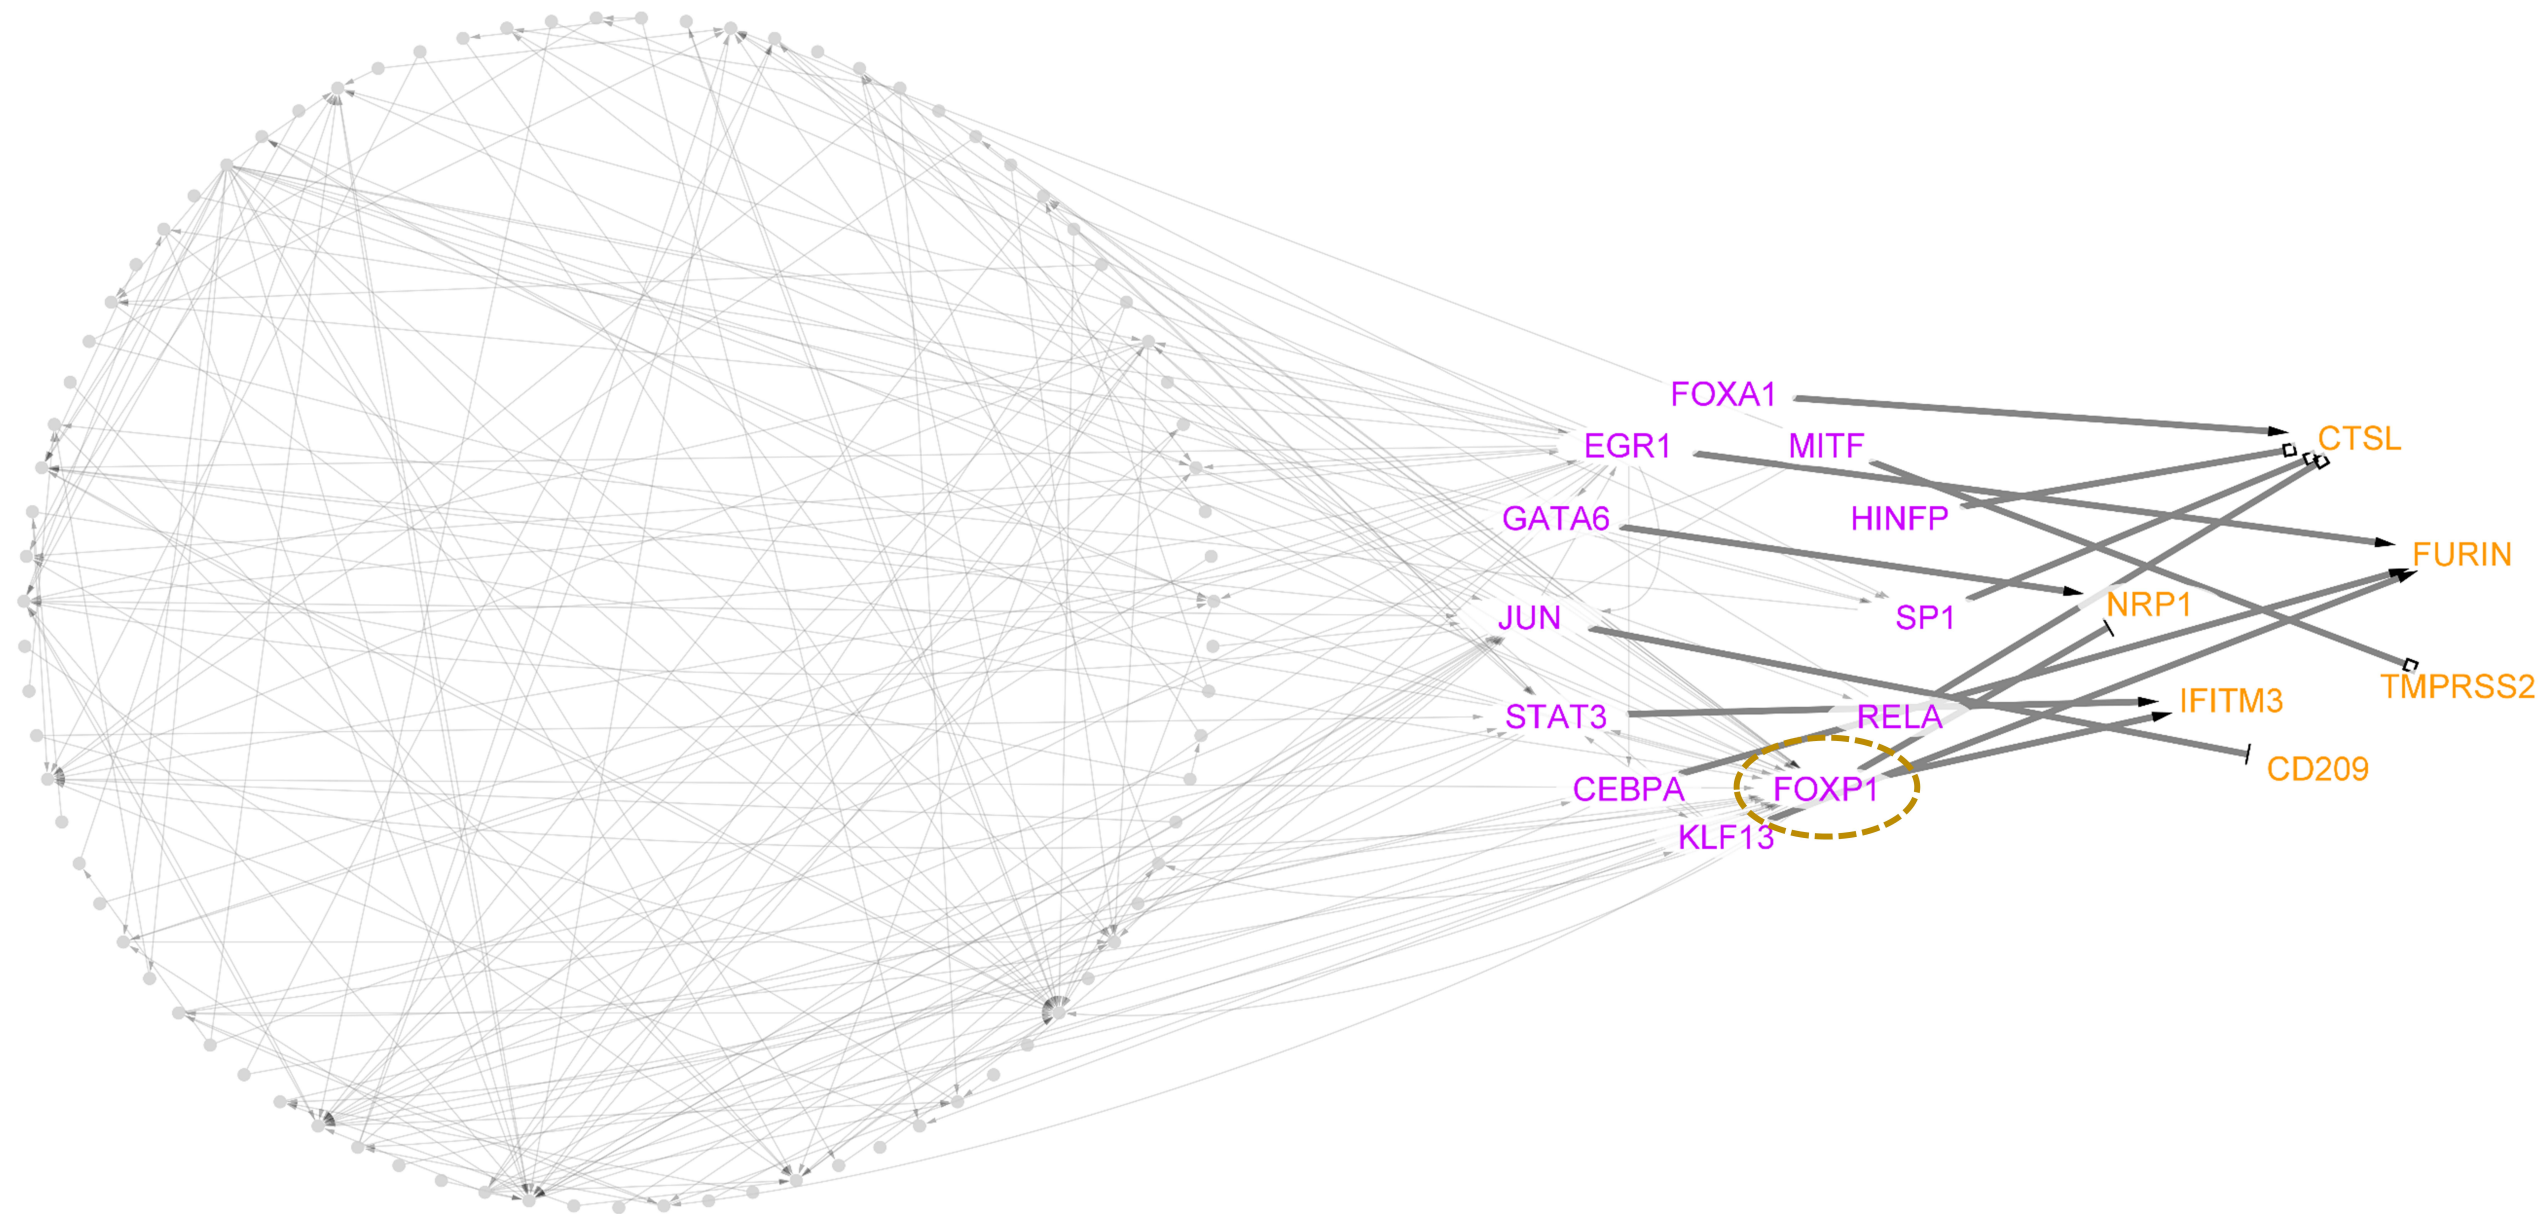 FOXA1
EGR1
MITF
CTSL
GATA6
HINFP
FURIN
JUN
SP1
NRP1
STAT3
RELA
IFITM3
TMPRSS2
CEBPA
FOXP1
CD209
KLF13